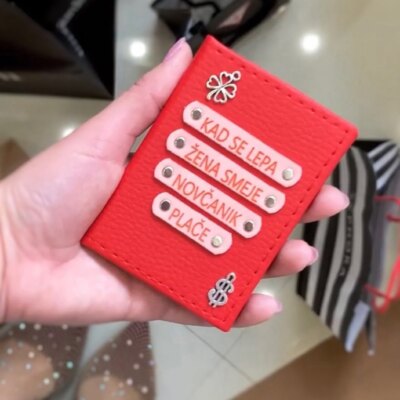 KAD SE LEPA
ŽENA SMEJE
NOVČANIK
PLAČE
$